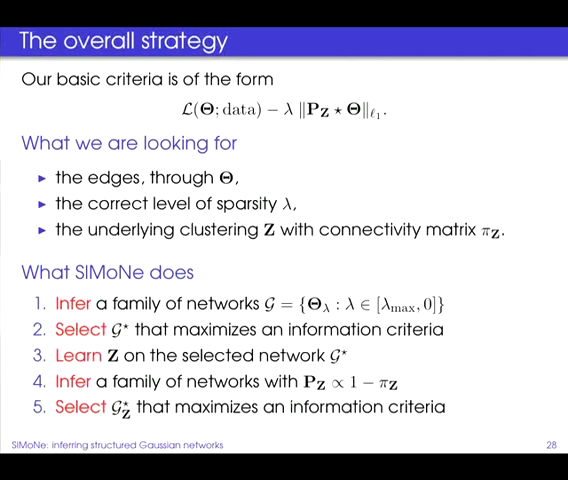 The overall strategy
Our basic criteria is of the form
ℒ(Θ; data) − λ ‖P_Z ⋆ Θ‖_ℓ₁.
What we are looking for
▸ the edges, through Θ,
▸ the correct level of sparsity λ,
▸ the underlying clustering Z with connectivity matrix π_Z.
What SIMoNe does
1. Infer a family of networks 𝒢 = {Θ_λ : λ ∈ [λ_max, 0]}
2. Select 𝒢⋆ that maximizes an information criteria
3. Learn Z on the selected network 𝒢⋆
4. Infer a family of networks with P_Z ∝ 1 − π_Z
5. Select 𝒢⋆_Z that maximizes an information criteria
SIMoNe: inferring structured Gaussian networks
28